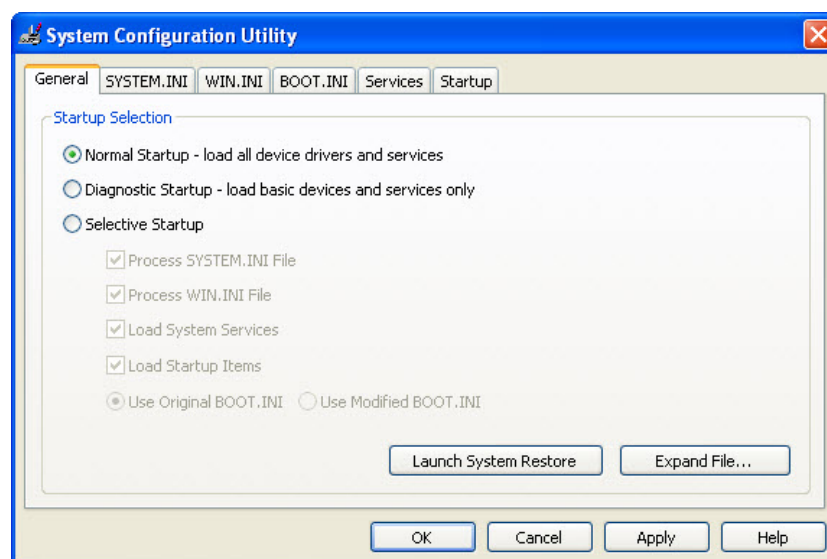 System Configuration Utility
General SYSTEM.INI WIN.INI BOOT.INI Services Startup
Startup Selection
Normal Startup - load all device drivers and services
Diagnostic Startup - load basic devices and services only
Selective Startup
Process SYSTEM.INI File
Process WIN.INI File
Load System Services
Load Startup Items
Use Original BOOT.INI Use Modified BOOT.INI
Launch System Restore Expand File...
OK Cancel Apply Help